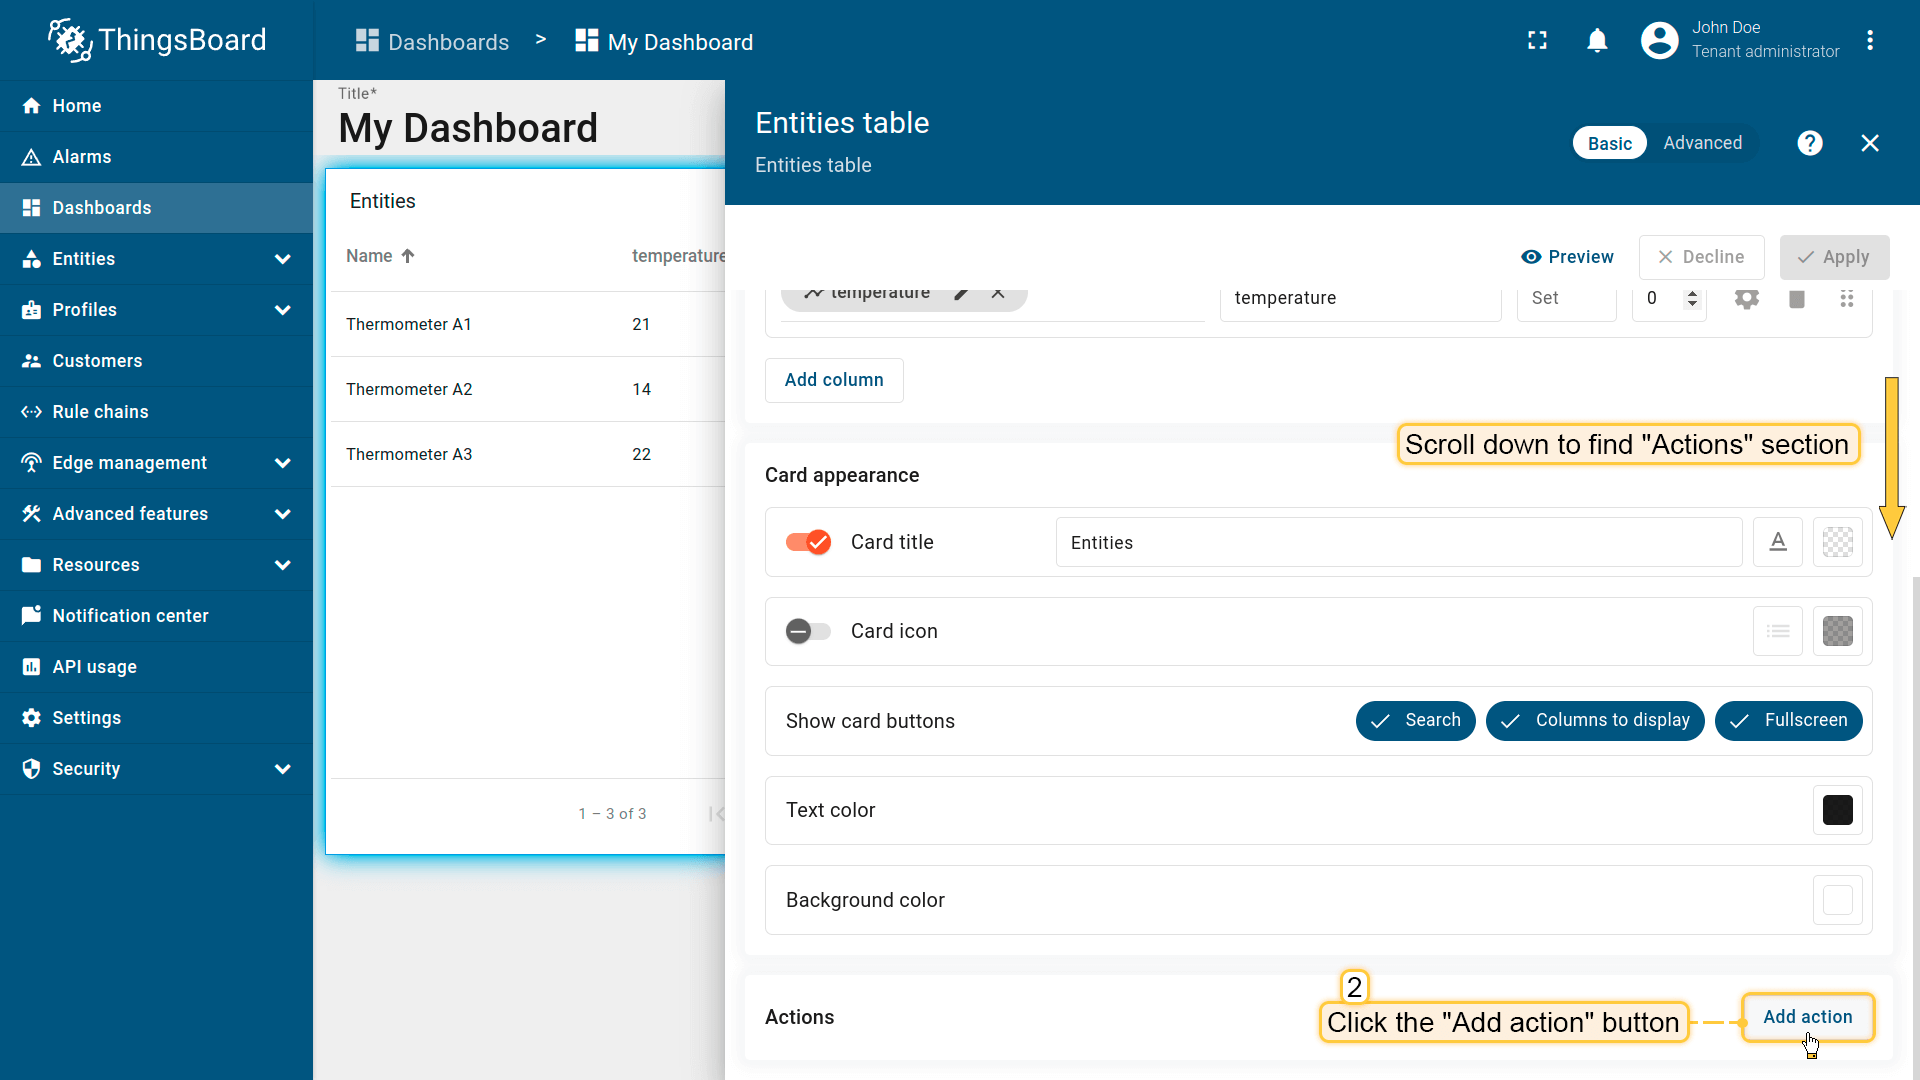 ThingsBoard
Dashboards > My Dashboard
John Doe
Tenant administrator
Home
Alarms
Dashboards
Entities
Profiles
Customers
Rule chains
Edge management
Advanced features
Resources
Notification center
API usage
Settings
Security
Title*
My Dashboard
Entities
Name temperature
Thermometer A1 21
Thermometer A2 14
Thermometer A3 22
1 – 3 of 3
Entities table
Entities table
Basic Advanced
Preview Decline Apply
temperature temperature Set 0
Add column
Scroll down to find "Actions" section
Card appearance
Card title Entities
Card icon
Show card buttons Search Columns to display Fullscreen
Text color
Background color
2
Actions Click the "Add action" button Add action